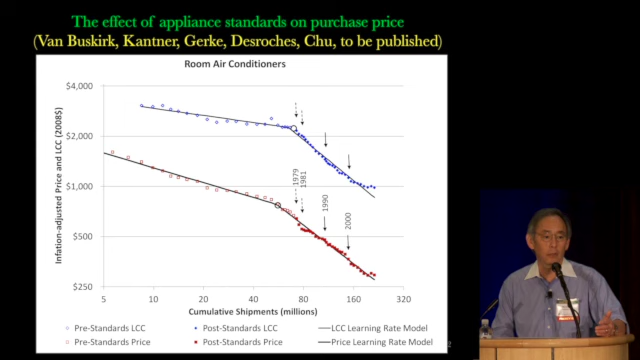 The effect of appliance standards on purchase price
(Van Buskirk, Kantner, Gerke, Desroches, Chu, to be published)
Room Air Conditioners
Infation-adjusted Price and LCC (2008$)
$4,000
$2,000
$1,000
$500
$250
1979
1981
1990
2000
5
10
20
40
80
160
320
Cumulative Shipments (millions)
Pre-Standards LCC
Post-Standards LCC
LCC Learning Rate Model
Pre-Standards Price
Post-Standards Price
Price Learning Rate Model
2